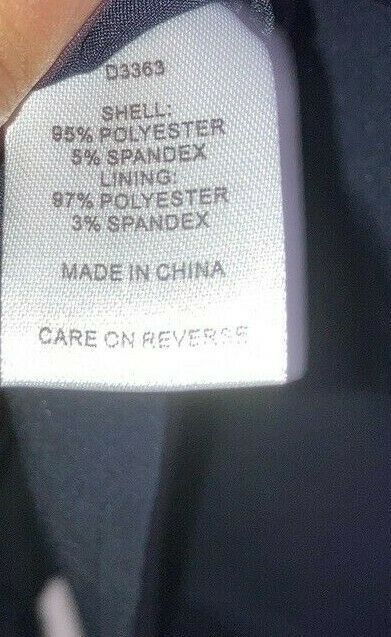 D3363
SHELL:
95% POLYESTER
5% SPANDEX
LINING:
97% POLYESTER
3% SPANDEX
MADE IN CHINA
CARE ON REVERSE